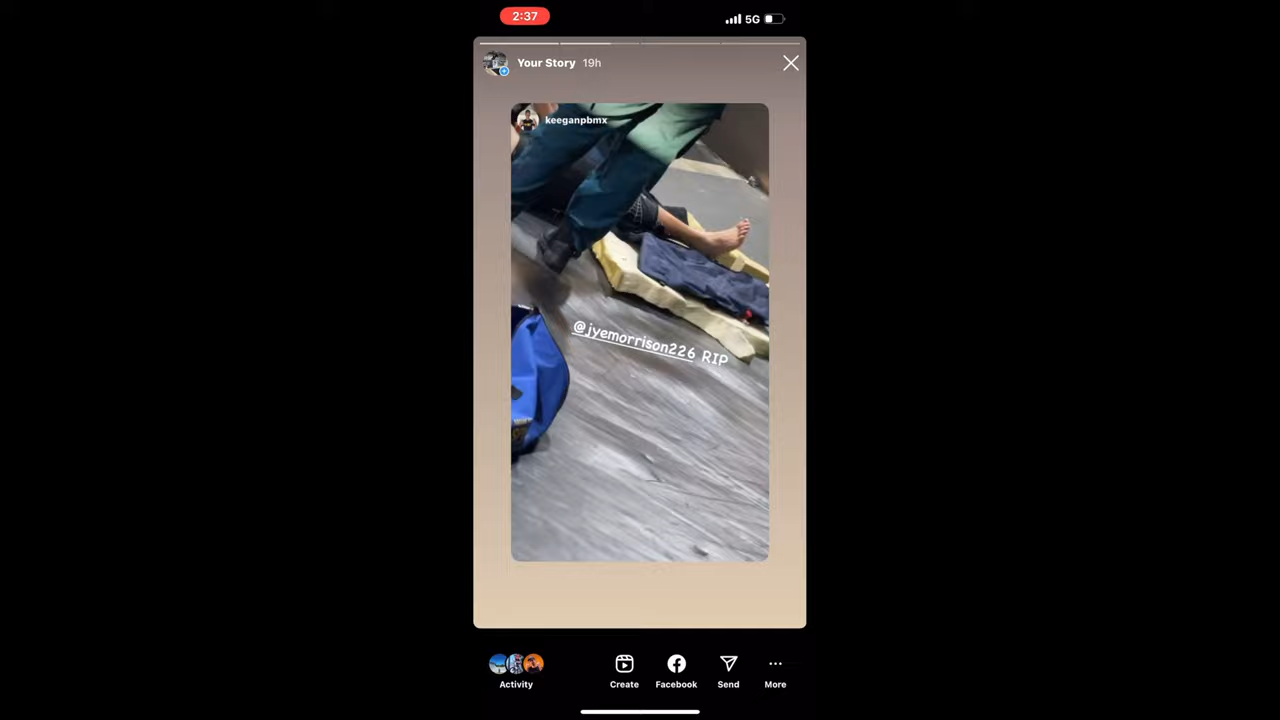 2:37
5G
Your Story 19h
keeganpbmx
@jyemorrison226 RIP
Activity
Create
Facebook
Send
More